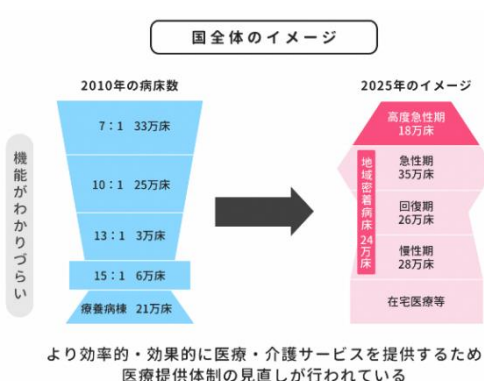 国全体のイメージ
2010年の病床数
7：1 33万床
10：1 25万床
13：1 3万床
15：1 6万床
療養病棟 21万床
機能がわかりづらい
2025年のイメージ
高度急性期
18万床
急性期
35万床
回復期
26万床
慢性期
28万床
地域密着病床 24万床
在宅医療等
より効率的・効果的に医療・介護サービスを提供するため
医療提供体制の見直しが行われている